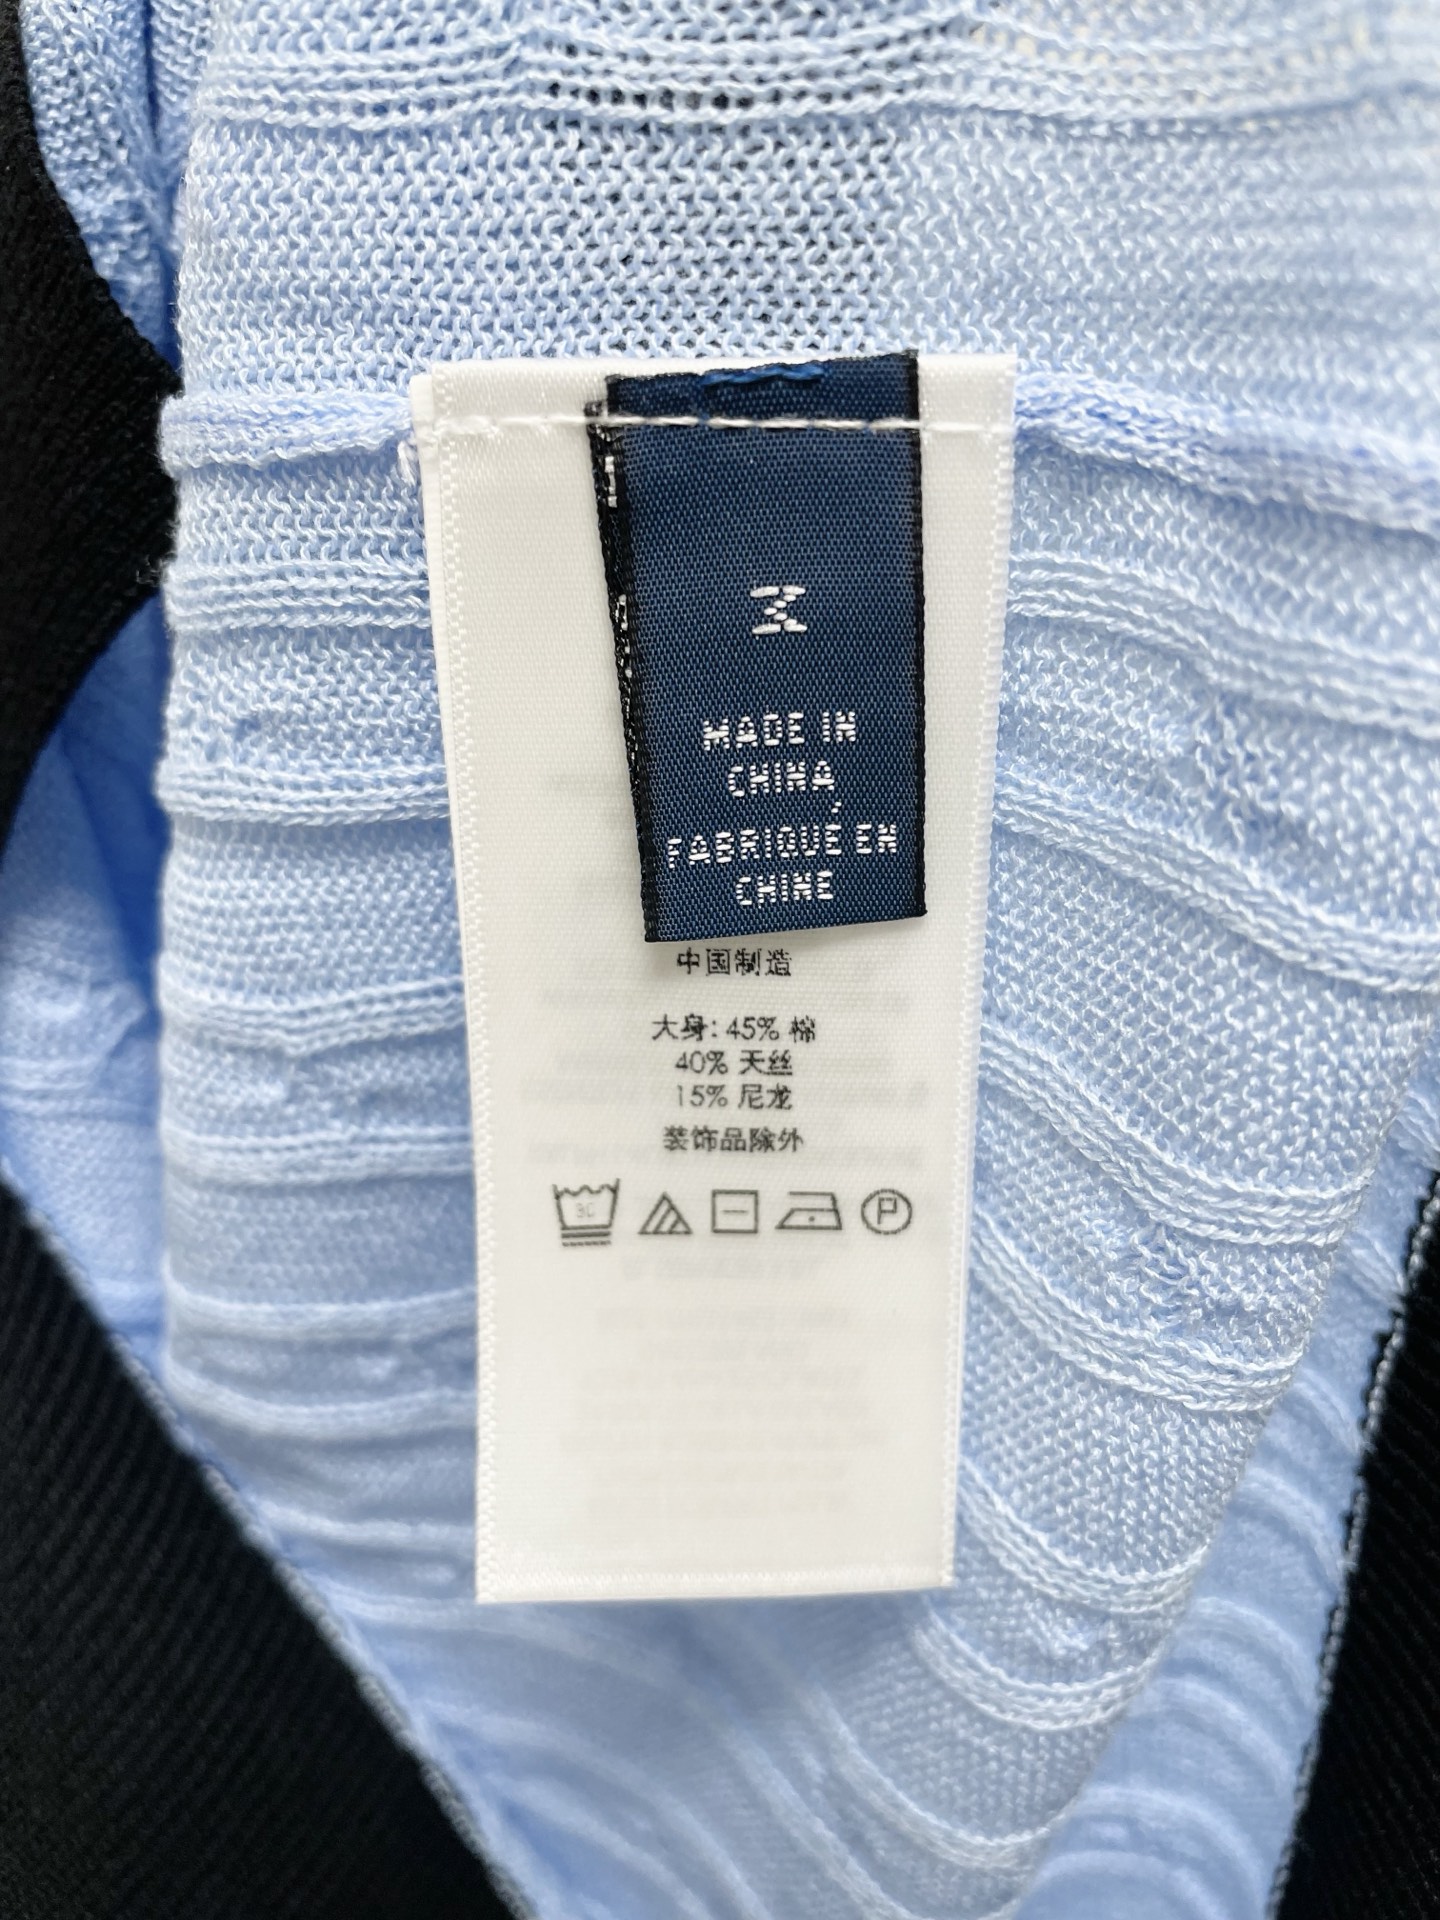 MADE IN
CHINA
FABRIQUÉ EN
CHINE
中国制造
大身: 45% 棉
40% 天丝
15% 尼龙
装饰品除外
30 P